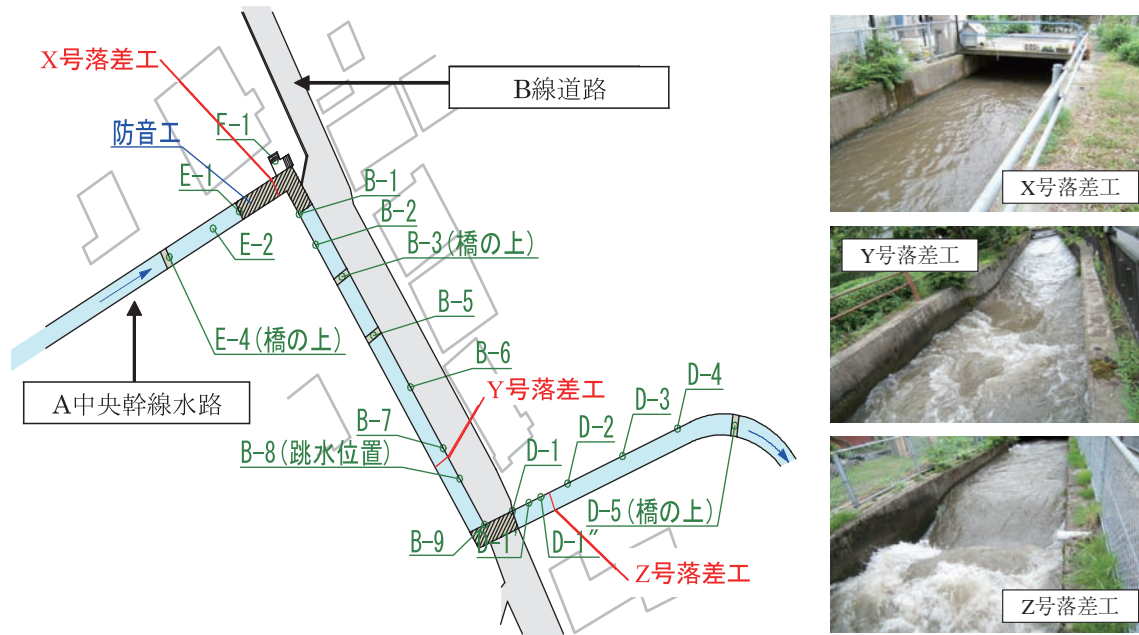 X号落差工
B線道路
防音工
F-1
E-1
B-1
B-2
E-2
B-3(橋の上)
B-5
E-4(橋の上)
B-6
A中央幹線水路
Y号落差工
D-4
D-3
B-7
D-2
B-8(跳水位置)
D-1
D-5(橋の上)
B-9
D-1'
D-1"
Z号落差工
X号落差工
Y号落差工
Z号落差工